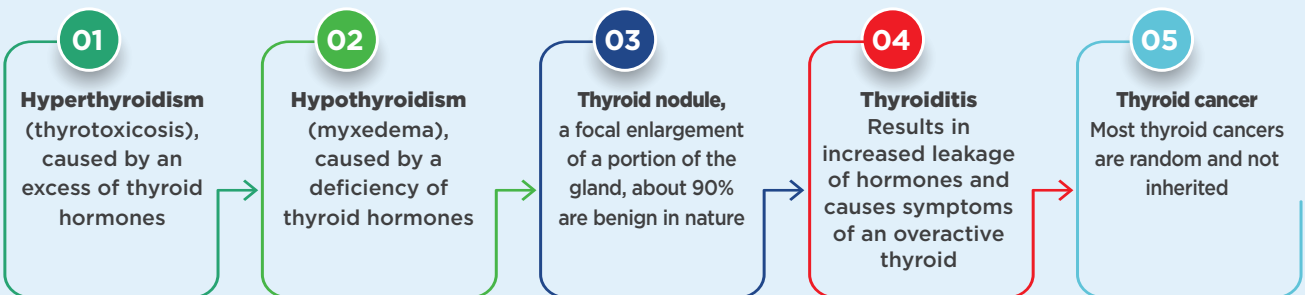 01
Hyperthyroidism
(thyrotoxicosis),
caused by an
excess of thyroid
hormones
02
Hypothyroidism
(myxedema),
caused by a
deficiency of
thyroid hormones
03
Thyroid nodule,
a focal enlargement
of a portion of the
gland, about 90%
are benign in nature
04
Thyroiditis
Results in
increased leakage
of hormones and
causes symptoms
of an overactive
thyroid
05
Thyroid cancer
Most thyroid cancers
are random and not
inherited